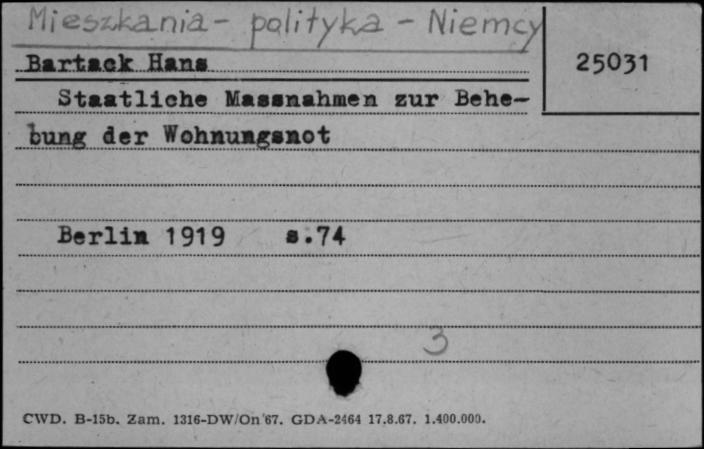 Mieszkania - polityka - Niemcy
Bartack Hans
25031
Staatliche Massnahmen zur Behe-
bung der Wohnungsnot
Berlin 1919 s.74
3
CWD. B-15b. Zam. 1316-DW/On 67. GDA-2464 17.8.67. 1.400.000.